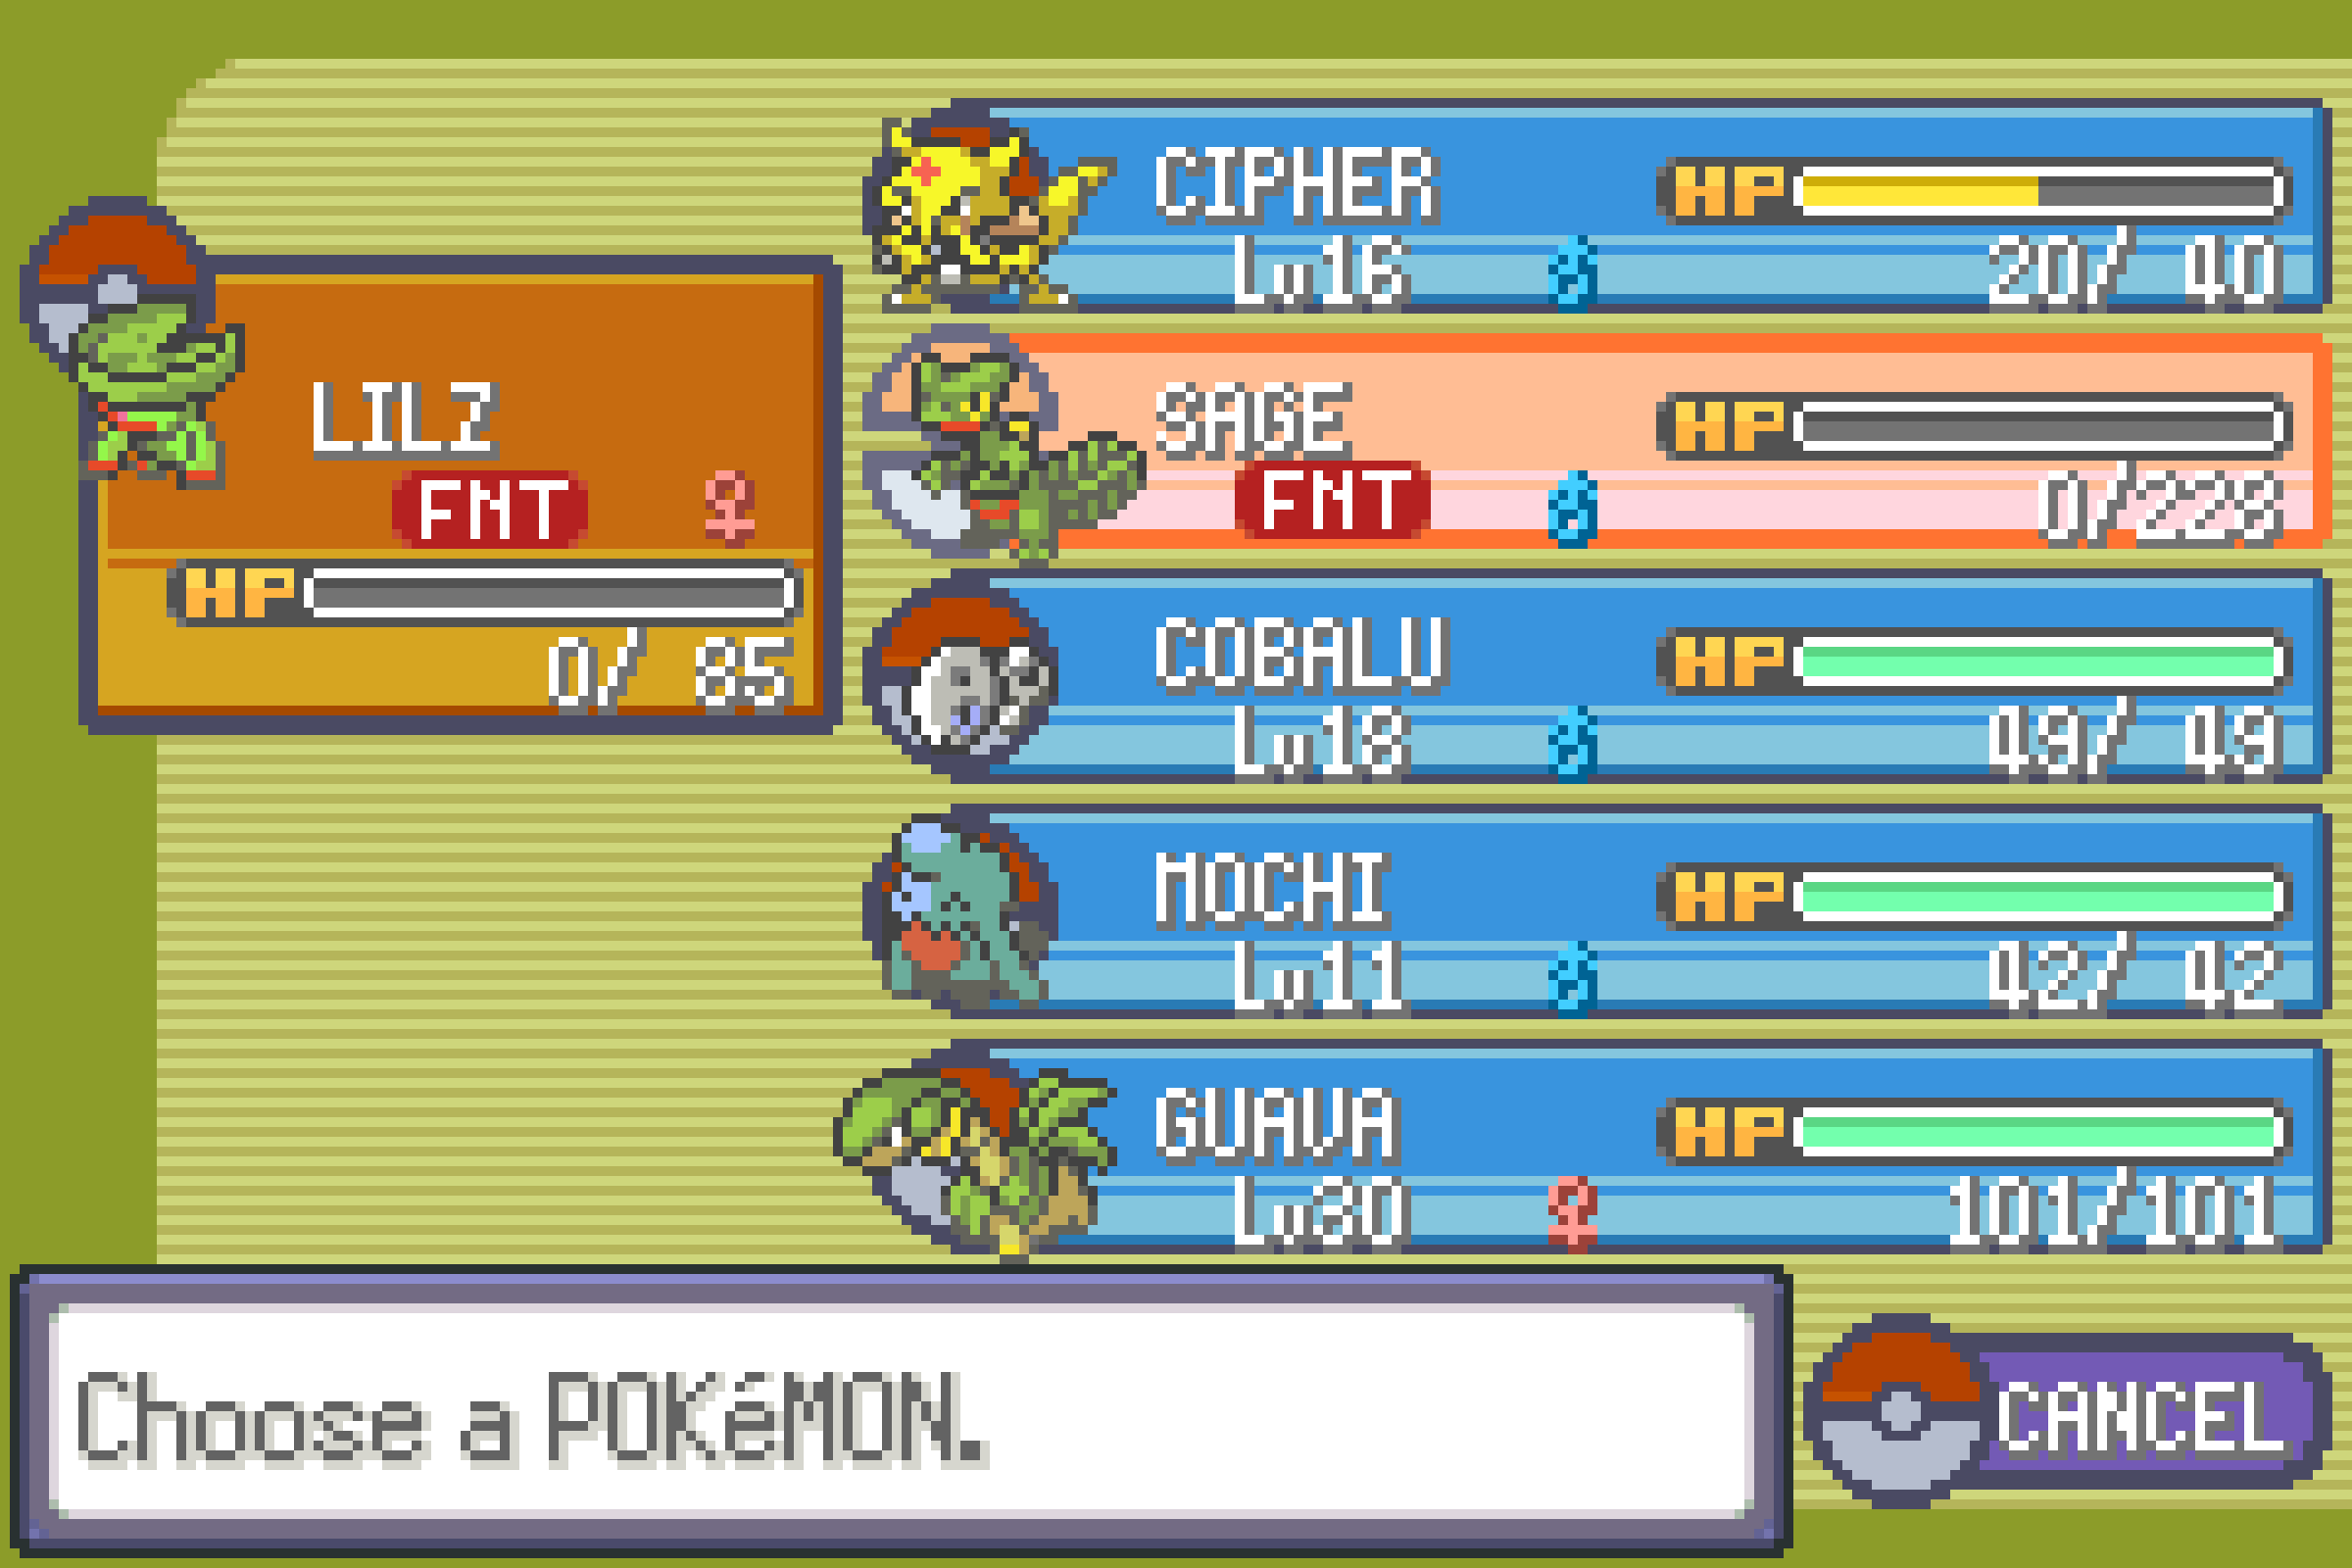 LILZ
FNT ♀
HP
0/ 85
CIPHER
HP
Lv16 ♂
20/ 40
SAGE
HP
FNT ♂
0/228
COBALU
HP
Lv18 ♂
49/ 49
MOCHI
HP
Lv11 ♂
42/ 42
GUAVA
HP
Lv30 ♀
101/101
Choose a POKéMON.
CANCEL